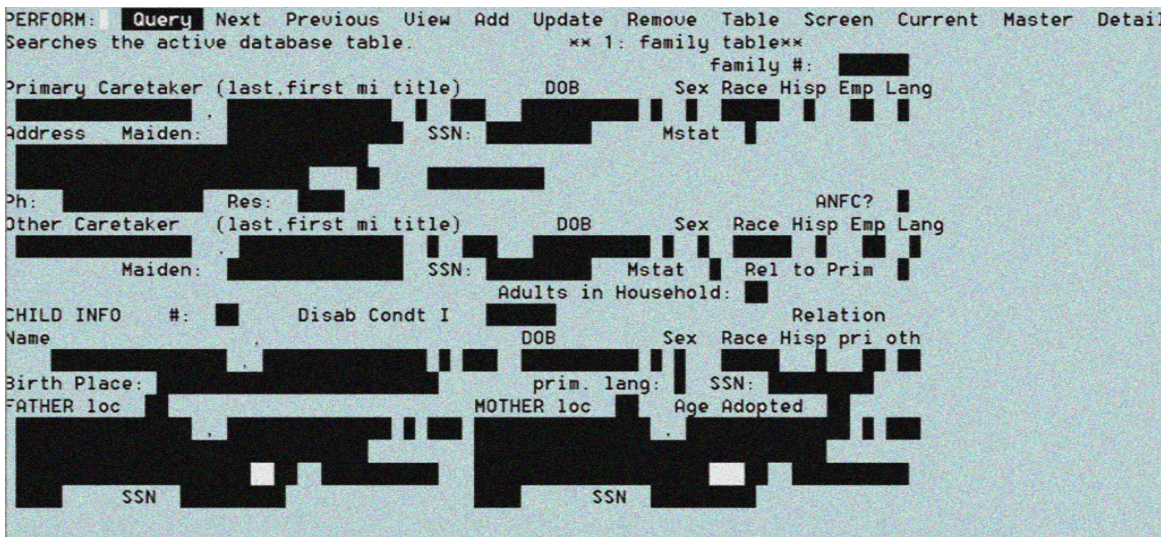 PERFORM: Query Next Previous View Add Update Remove Table Screen Current Master Detail
Searches the active database table. ** 1: family table**
family #:
Primary Caretaker (last,first mi title) DOB Sex Race Hisp Emp Lang
,
Address Maiden: SSN: Mstat
Ph: Res: ANFC?
Other Caretaker (last,first mi title) DOB Sex Race Hisp Emp Lang
,
Maiden: SSN: Mstat Rel to Prim
Adults in Household:
CHILD INFO #: Disab Condt I Relation
Name , DOB Sex Race Hisp pri oth
,
Birth Place: prim. lang: SSN:
FATHER loc MOTHER loc Age Adopted
, ,
SSN SSN